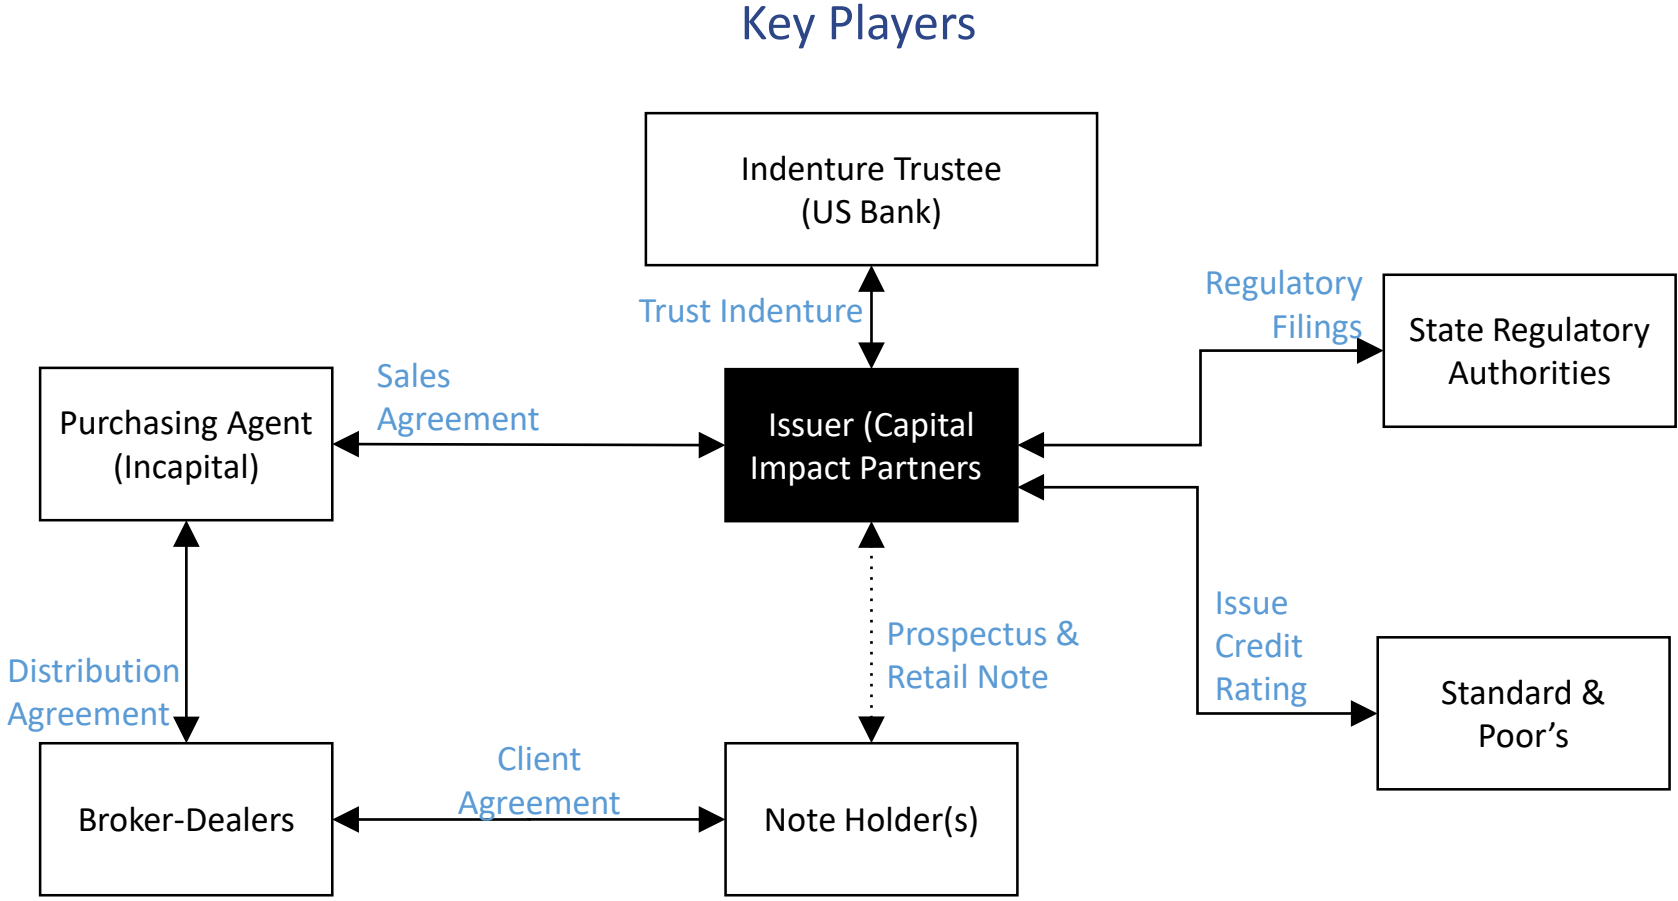 Key Players
Indenture Trustee
(US Bank)
Trust Indenture
Regulatory
Filings
State Regulatory
Authorities
Sales
Agreement
Purchasing Agent
(Incapital)
Issuer (Capital
Impact Partners
Distribution
Agreement
Prospectus &
Retail Note
Issue
Credit
Rating
Standard &
Poor’s
Client
Agreement
Broker-Dealers
Note Holder(s)